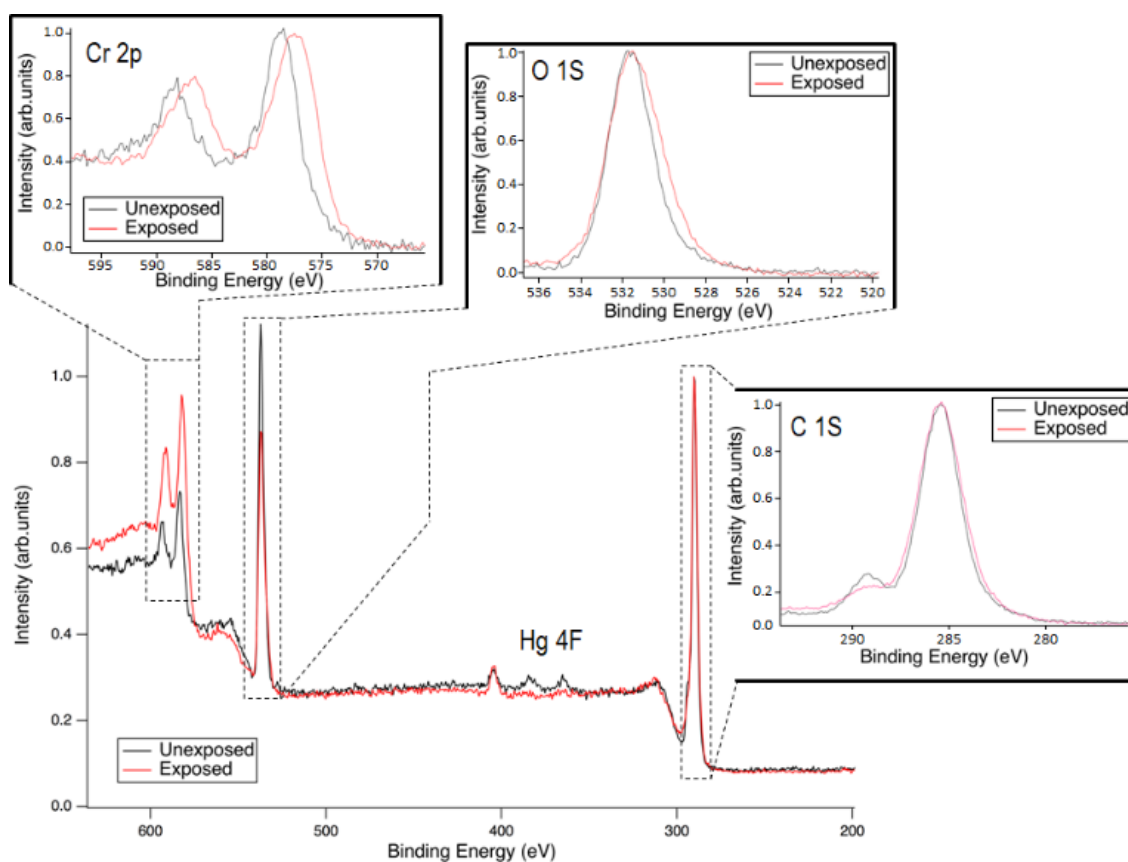 Cr 2p
Intensity (arb.units)
1.0
0.8
0.6
0.4
0.2
0.0
Unexposed
Exposed
595 590 585 580 575 570
Binding Energy (eV)
O 1S
Intensity (arb.units)
1.0
0.8
0.6
0.4
0.2
0.0
Unexposed
Exposed
536 534 532 530 528 526 524 522 520
Binding Energy (eV)
C 1S
Intensity (arb.units)
1.0
0.8
0.6
0.4
0.2
0.0
Unexposed
Exposed
290 285 280
Binding Energy (eV)
Intensity (arb.units)
1.0
0.8
0.6
0.4
0.2
0.0
Hg 4F
Unexposed
Exposed
600 500 400 300 200
Binding Energy (eV)